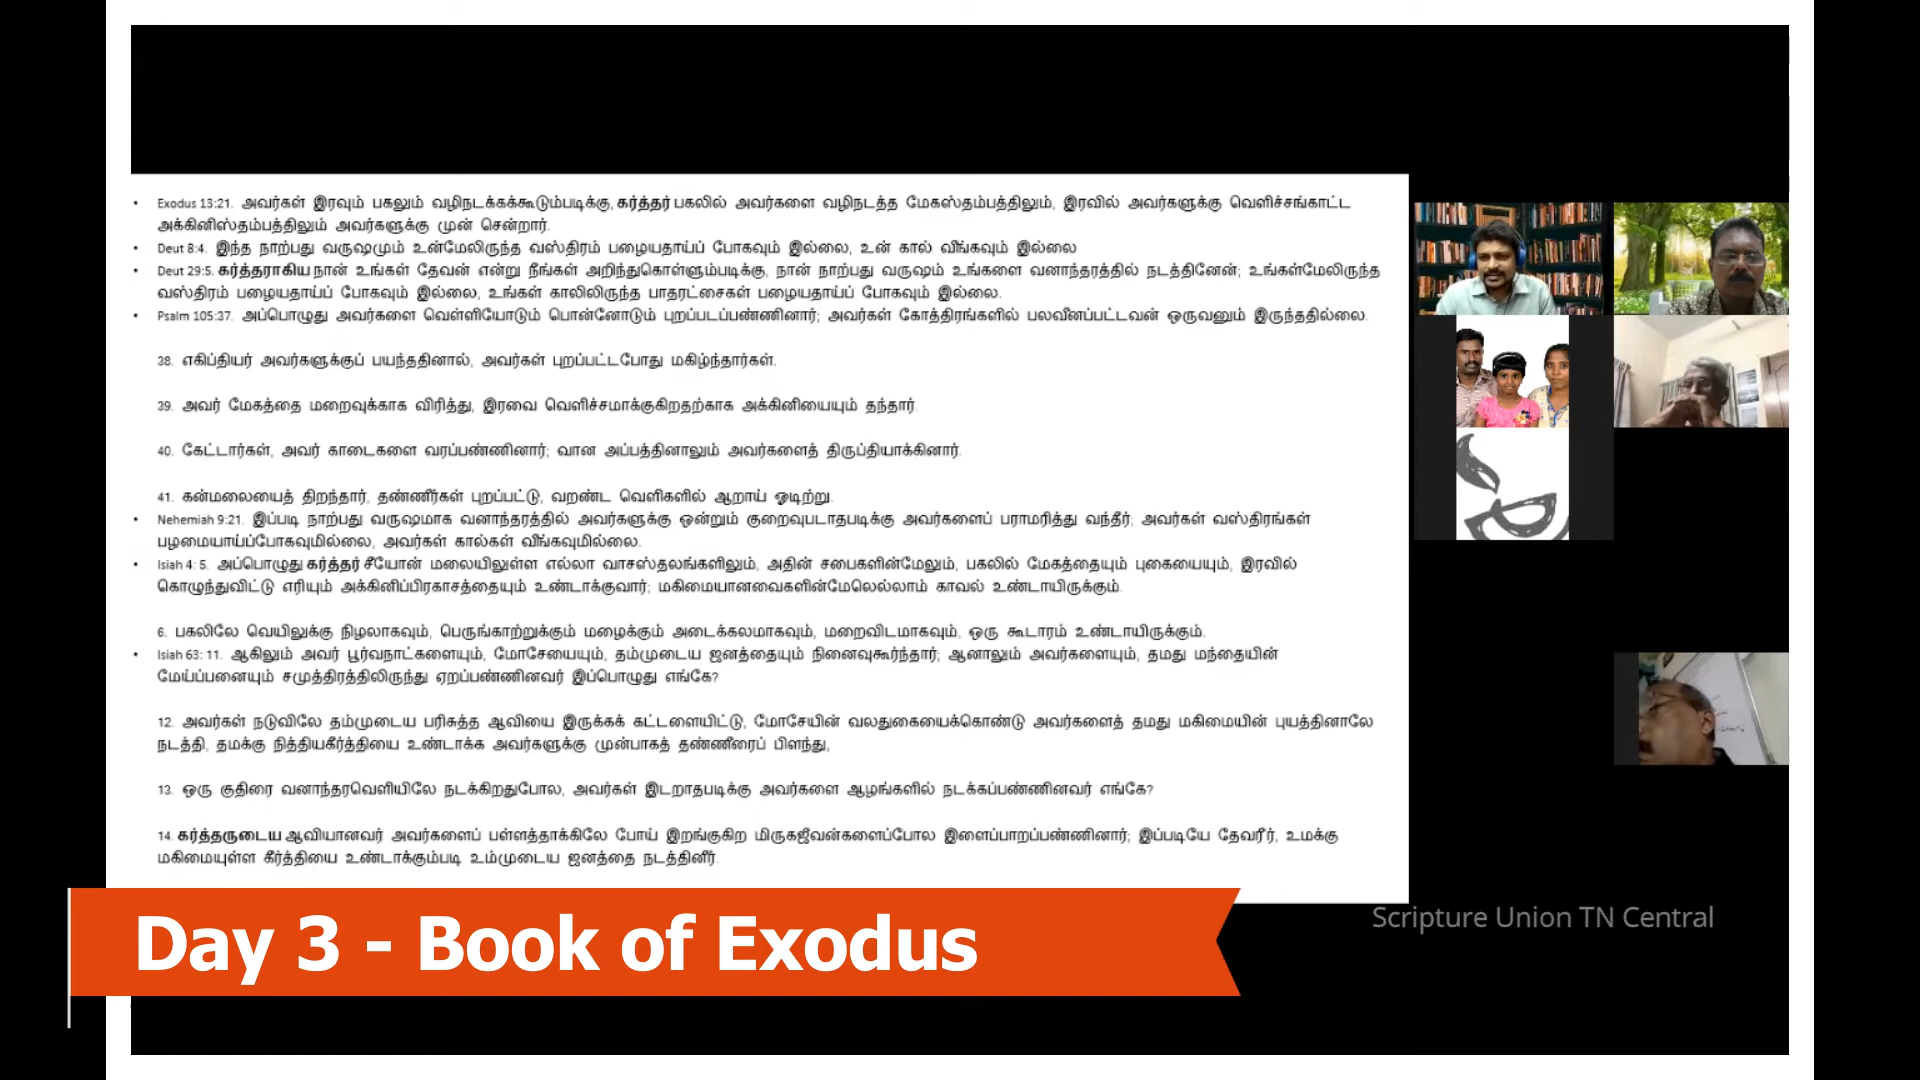 • Exodus 13:21. அவர்கள் இரவும் பகலும் வழிநடக்கக்கூடும்படிக்கு, கர்த்தர் பகலில் அவர்களை வழிநடத்த மேகஸ்தம்பத்திலும், இரவில் அவர்களுக்கு வெளிச்சங்காட்ட
அக்கினிஸ்தம்பத்திலும் அவர்களுக்கு முன் சென்றார்.
• Deut 8:4. இந்த நாற்பது வருஷமும் உன்மேலிருந்த வஸ்திரம் பழையதாய்ப் போகவும் இல்லை, உன் கால் வீங்கவும் இல்லை
• Deut 29:5. கர்த்தராகிய நான் உங்கள் தேவன் என்று நீங்கள் அறிந்துகொள்ளும்படிக்கு, நான் நாற்பது வருஷம் உங்களை வனாந்தரத்தில் நடத்தினேன்; உங்கள்மேலிருந்த
வஸ்திரம் பழையதாய்ப் போகவும் இல்லை, உங்கள் காலிலிருந்த பாதரட்சைகள் பழையதாய்ப் போகவும் இல்லை.
• Psalm 105:37. அப்பொழுது அவர்களை வெள்ளியோடும் பொன்னோடும் புறப்படப்பண்ணினார்; அவர்கள் கோத்திரங்களில் பலவீனப்பட்டவன் ஒருவனும் இருந்ததில்லை.
38. எகிப்தியர் அவர்களுக்குப் பயந்ததினால், அவர்கள் புறப்பட்டபோது மகிழ்ந்தார்கள்.
39. அவர் மேகத்தை மறைவுக்காக விரித்து, இரவை வெளிச்சமாக்குகிறதற்காக அக்கினியையும் தந்தார்.
40. கேட்டார்கள், அவர் காடைகளை வரப்பண்ணினார்; வான அப்பத்தினாலும் அவர்களைத் திருப்தியாக்கினார்.
41. கன்மலையைத் திறந்தார், தண்ணீர்கள் புறப்பட்டு, வறண்ட வெளிகளில் ஆறாய் ஓடிற்று.
• Nehemiah 9:21. இப்படி நாற்பது வருஷமாக வனாந்தரத்தில் அவர்களுக்கு ஒன்றும் குறைவுபடாதபடிக்கு அவர்களைப் பராமரித்து வந்தீர்; அவர்கள் வஸ்திரங்கள்
பழமையாய்ப்போகவுமில்லை, அவர்கள் கால்கள் வீங்கவுமில்லை.
• Isiah 4: 5. அப்பொழுது கர்த்தர் சீயோன் மலையிலுள்ள எல்லா வாசஸ்தலங்களிலும், அதின் சபைகளின்மேலும், பகலில் மேகத்தையும் புகையையும், இரவில்
கொழுந்துவிட்டு எரியும் அக்கினிப்பிரகாசத்தையும் உண்டாக்குவார்; மகிமையானவைகளின்மேலெல்லாம் காவல் உண்டாயிருக்கும்.
6. பகலிலே வெயிலுக்கு நிழலாகவும், பெருங்காற்றுக்கும் மழைக்கும் அடைக்கலமாகவும், மறைவிடமாகவும், ஒரு கூடாரம் உண்டாயிருக்கும்.
• Isiah 63: 11. ஆகிலும் அவர் பூர்வநாட்களையும், மோசேயையும், தம்முடைய ஜனத்தையும் நினைவுகூர்ந்தார்; ஆனாலும் அவர்களையும், தமது மந்தையின்
மேய்ப்பனையும் சமுத்திரத்திலிருந்து ஏறப்பண்ணினவர் இப்பொழுது எங்கே?
12. அவர்கள் நடுவிலே தம்முடைய பரிசுத்த ஆவியை இருக்கக் கட்டளையிட்டு, மோசேயின் வலதுகையைக்கொண்டு அவர்களைத் தமது மகிமையின் புயத்தினாலே
நடத்தி, தமக்கு நித்தியகீர்த்தியை உண்டாக்க அவர்களுக்கு முன்பாகத் தண்ணீரைப் பிளந்து,
13. ஒரு குதிரை வனாந்தரவெளியிலே நடக்கிறதுபோல, அவர்கள் இடறாதபடிக்கு அவர்களை ஆழங்களில் நடக்கப்பண்ணினவர் எங்கே?
14. கர்த்தருடைய ஆவியானவர் அவர்களைப் பள்ளத்தாக்கிலே போய் இறங்குகிற மிருகஜீவன்களைப்போல இளைப்பாறப்பண்ணினார்; இப்படியே தேவரீர், உமக்கு
மகிமையுள்ள கீர்த்தியை உண்டாக்கும்படி உம்முடைய ஜனத்தை நடத்தினீர்.
Scripture Union TN Central
Day 3 - Book of Exodus